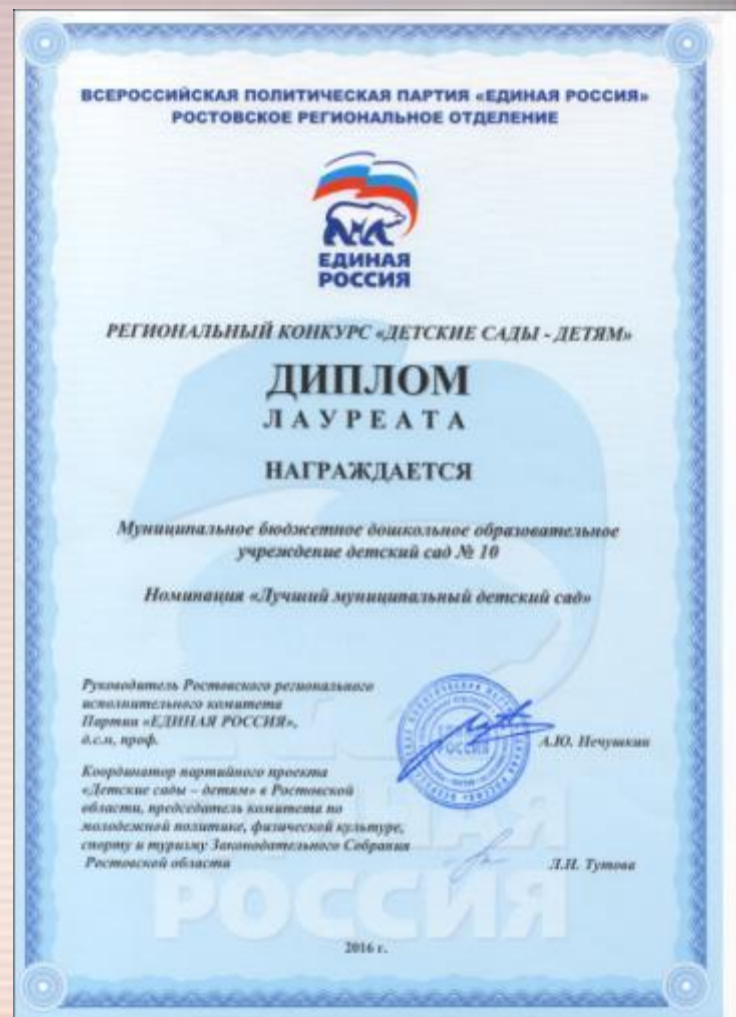 ВСЕРОССИЙСКАЯ ПОЛИТИЧЕСКАЯ ПАРТИЯ «ЕДИНАЯ РОССИЯ»
РОСТОВСКОЕ РЕГИОНАЛЬНОЕ ОТДЕЛЕНИЕ
ЕДИНАЯ
РОССИЯ
РЕГИОНАЛЬНЫЙ КОНКУРС «ДЕТСКИЕ САДЫ - ДЕТЯМ»
ДИПЛОМ
ЛАУРЕАТА
НАГРАЖДАЕТСЯ
Муниципальное бюджетное дошкольное образовательное
учреждение детский сад № 10
Номинация «Лучший муниципальный детский сад»
Руководитель Ростовского регионального
исполнительного комитета
Партии «ЕДИНАЯ РОССИЯ»,
д.с.н, проф.
А.Ю. Нечушкин
Координатор партийного проекта
«Детские сады – детям» в Ростовской
области, председатель комитета по
молодежной политике, физической культуре,
спорту и туризму Законодательного Собрания
Ростовской области
Л.Н. Тутова
РОССИЯ
2016 г.